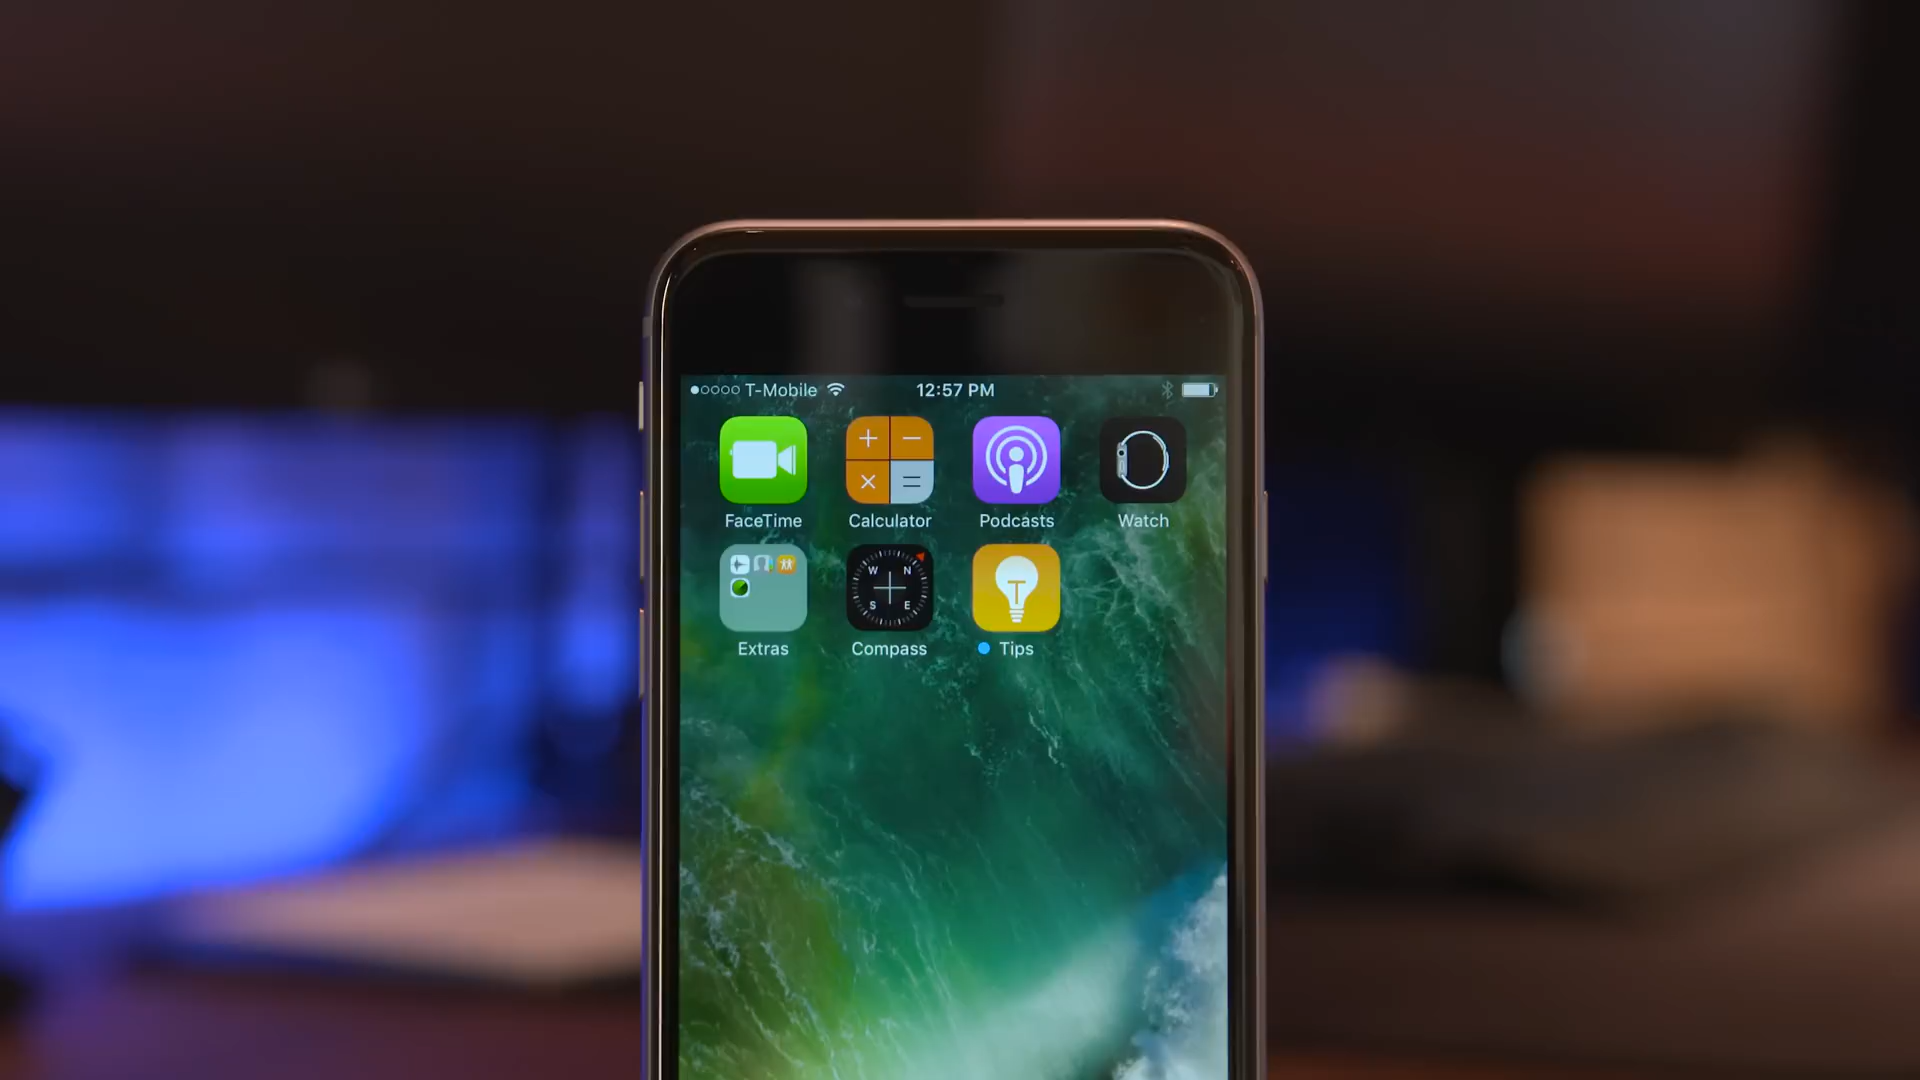 T-Mobile 12:57 PM
FaceTime Calculator Podcasts Watch
W N
S E
Extras Compass Tips